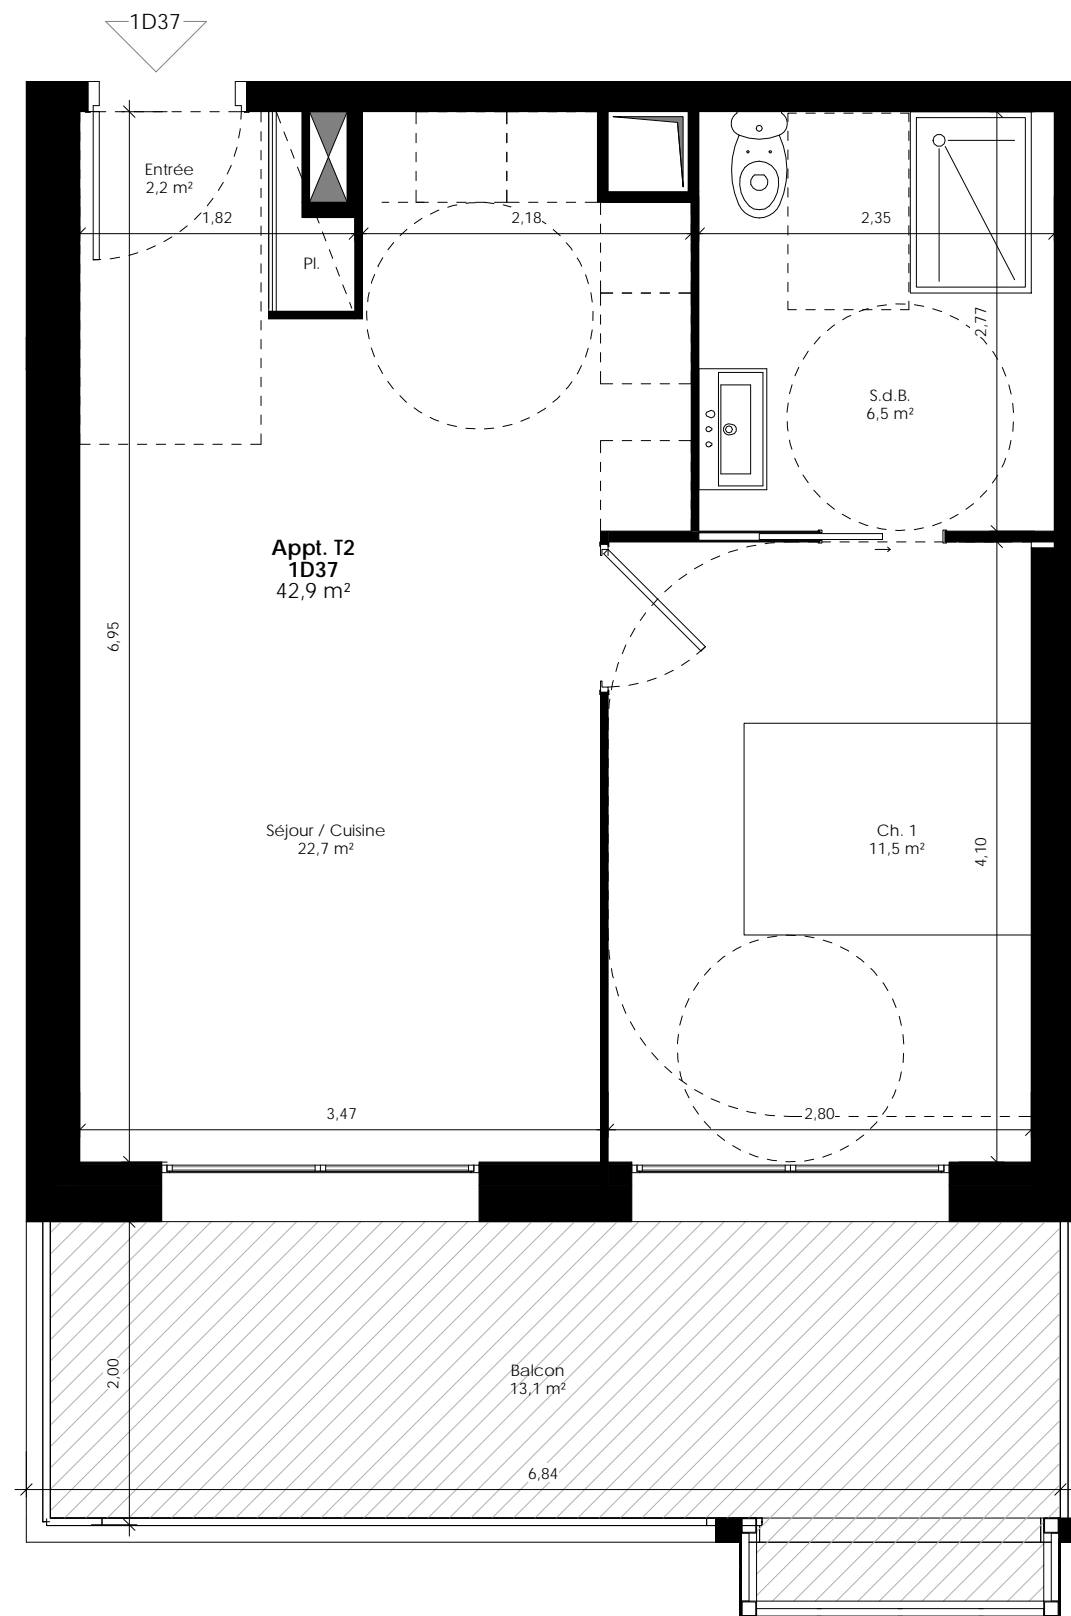 1D37
Entrée
2,2 m²
1,82
2,18
2,35
Pl.
2,77
S.d.B.
6,5 m²
Appt. T2
1D37
42,9 m²
6,95
Séjour / Cuisine
22,7 m²
Ch. 1
11,5 m²
4,10
3,47
2,80
Balcon
13,1 m²
2,00
6,84